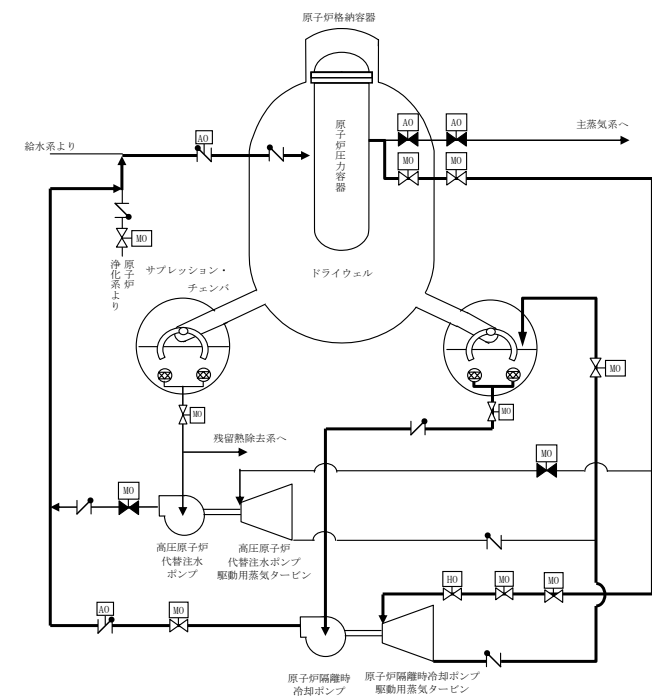 原子炉格納容器
原子炉圧力容器
AO
AO
主蒸気系へ
給水系より
AO
MO
MO
MO
原子炉
浄化系より
サプレッション・
チェンバ
ドライウェル
MO
MO
MO
残留熱除去系へ
MO
MO
高圧原子炉
代替注水
ポンプ
高圧原子炉
代替注水ポンプ
駆動用蒸気タービン
HO
MO
MO
AO
MO
原子炉隔離時
冷却ポンプ
原子炉隔離時冷却ポンプ
駆動用蒸気タービン